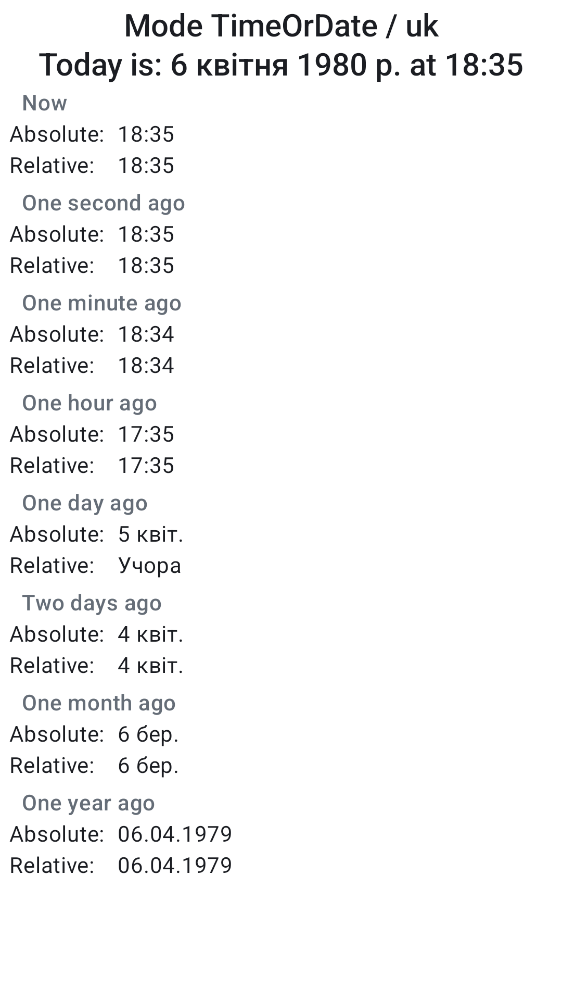 Mode TimeOrDate / uk
Today is: 6 квітня 1980 р. at 18:35
Now
Absolute: 18:35
Relative: 18:35
One second ago
Absolute: 18:35
Relative: 18:35
One minute ago
Absolute: 18:34
Relative: 18:34
One hour ago
Absolute: 17:35
Relative: 17:35
One day ago
Absolute: 5 квіт.
Relative: Учора
Two days ago
Absolute: 4 квіт.
Relative: 4 квіт.
One month ago
Absolute: 6 бер.
Relative: 6 бер.
One year ago
Absolute: 06.04.1979
Relative: 06.04.1979